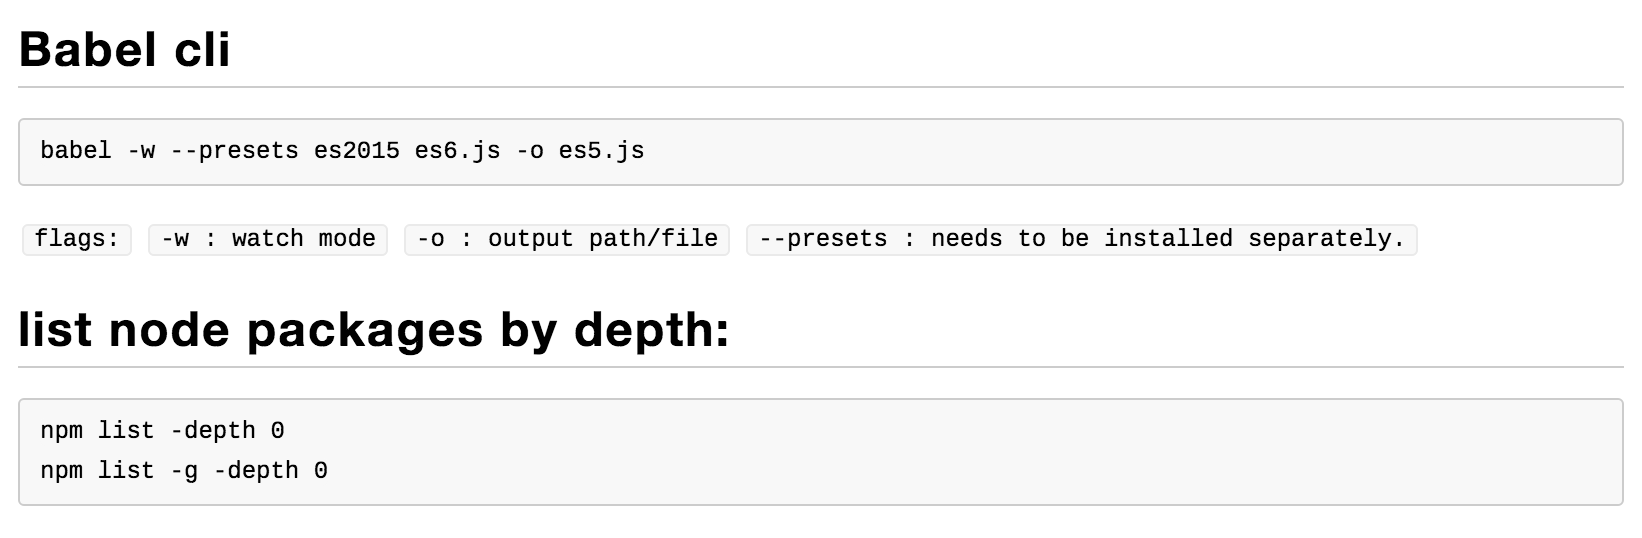 Babel cli
babel -w --presets es2015 es6.js -o es5.js
flags: -w : watch mode -o : output path/file --presets : needs to be installed separately.
list node packages by depth:
npm list -depth 0
npm list -g -depth 0